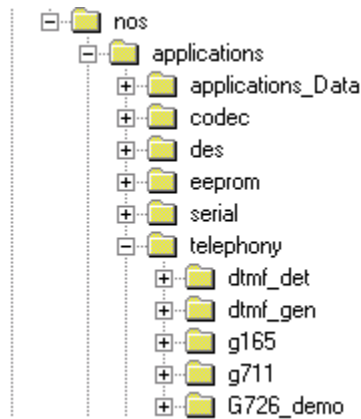 nos
applications
applications_Data
codec
des
eeprom
serial
telephony
dtmf_det
dtmf_gen
g165
g711
G726_demo